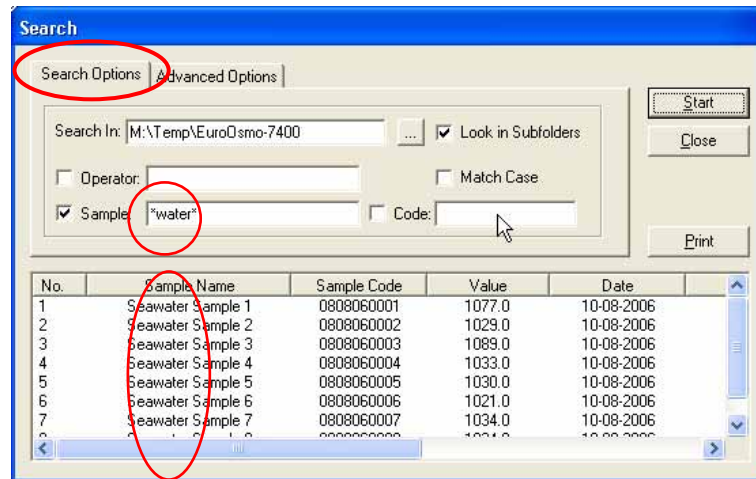 Search
Search Options Advanced Options
Start
Search In: M:\Temp\EuroOsmo-7400 ... Look in Subfolders
Close
Operator: Match Case
Sample: *water* Code:
Print
No. Sample Name Sample Code Value Date
1 Seawater Sample 1 0808060001 1077.0 10-08-2006
2 Seawater Sample 2 0808060002 1029.0 10-08-2006
3 Seawater Sample 3 0808060003 1089.0 10-08-2006
4 Seawater Sample 4 0808060004 1033.0 10-08-2006
5 Seawater Sample 5 0808060005 1030.0 10-08-2006
6 Seawater Sample 6 0808060006 1021.0 10-08-2006
7 Seawater Sample 7 0808060007 1034.0 10-08-2006